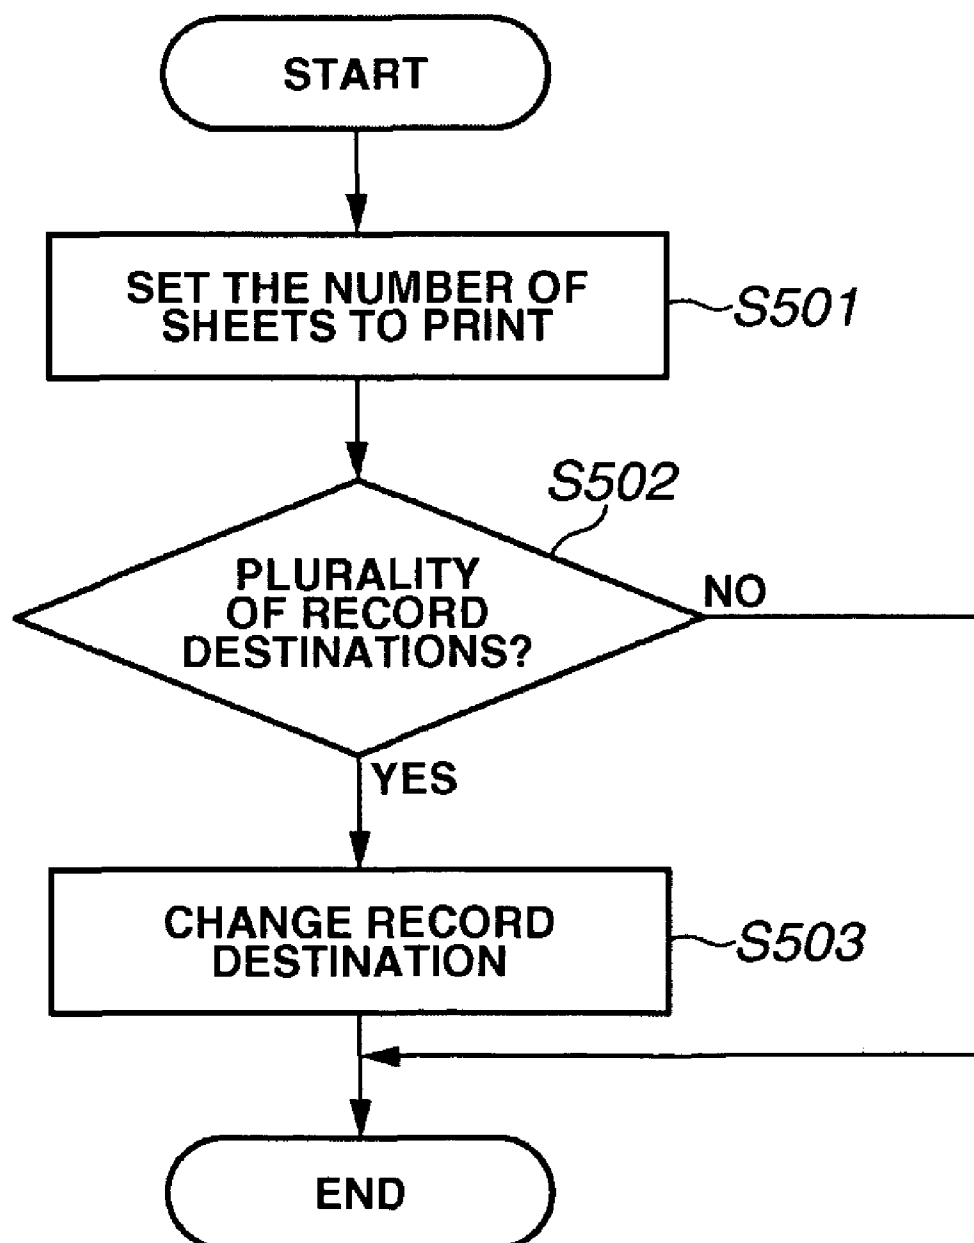 START
SET THE NUMBER OF
SHEETS TO PRINT
S501
S502
PLURALITY
OF RECORD
DESTINATIONS?
NO
YES
CHANGE RECORD
DESTINATION
S503
END